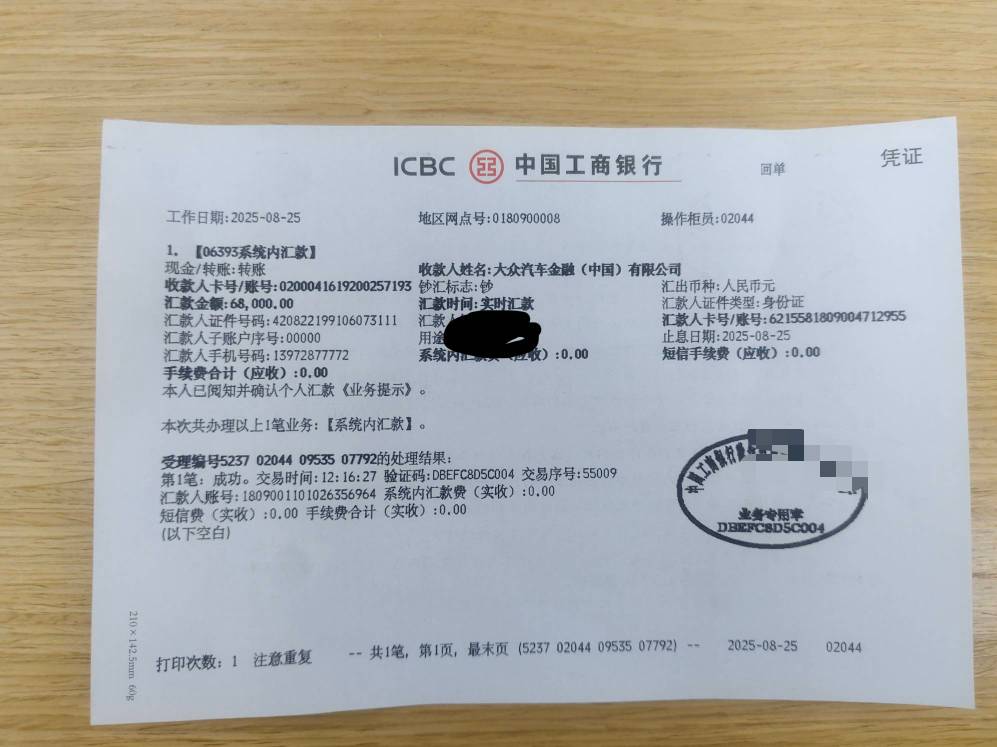 ICBC 中国工商银行 回单 凭证
工作日期:2025-08-25 地区网点号:0180900008 操作柜员:02044
1. 【06393系统内汇款】
现金/转账:转账 收款人姓名:大众汽车金融（中国）有限公司
收款人卡号/账号:0200041619200257193 钞汇标志:钞 汇出币种:人民币元
汇款金额:68,000.00 汇款时间:实时汇款 汇款人证件类型:身份证
汇款人证件号码:420822199106073111 汇款人 汇款人卡号/账号:6215581809004712955
汇款人子账户序号:00000 用途 止息日期:2025-08-25
汇款人手机号码:13972877772 系统内汇款费（应收）:0.00 短信手续费（应收）:0.00
手续费合计（应收）:0.00
本人已阅知并确认个人汇款《业务提示》。
本次共办理以上1笔业务:【系统内汇款】。
受理编号5237 02044 09535 07792的处理结果:
第1笔: 成功。交易时间:12:16:27 验证码:DBEFC8D5C004 交易序号:55009
汇款人账号:1809001101026356964 系统内汇款费（实收）:0.00
短信费（实收）:0.00 手续费合计（实收）:0.00
(以下空白)
中国工商银行
业务专用章
DBEFC8D5C004
210×142.5mm 60g
打印次数: 1 注意重复 -- 共1笔, 第1页, 最末页 (5237 02044 09535 07792) -- 2025-08-25 02044